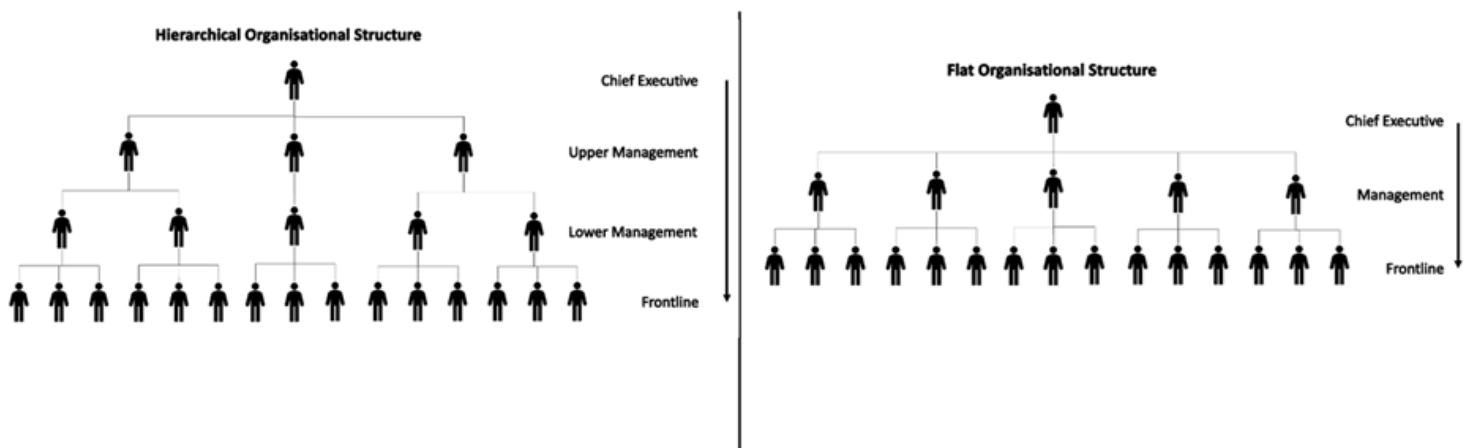 Hierarchical Organisational Structure
Chief Executive
Upper Management
Lower Management
Frontline
Flat Organisational Structure
Chief Executive
Management
Frontline